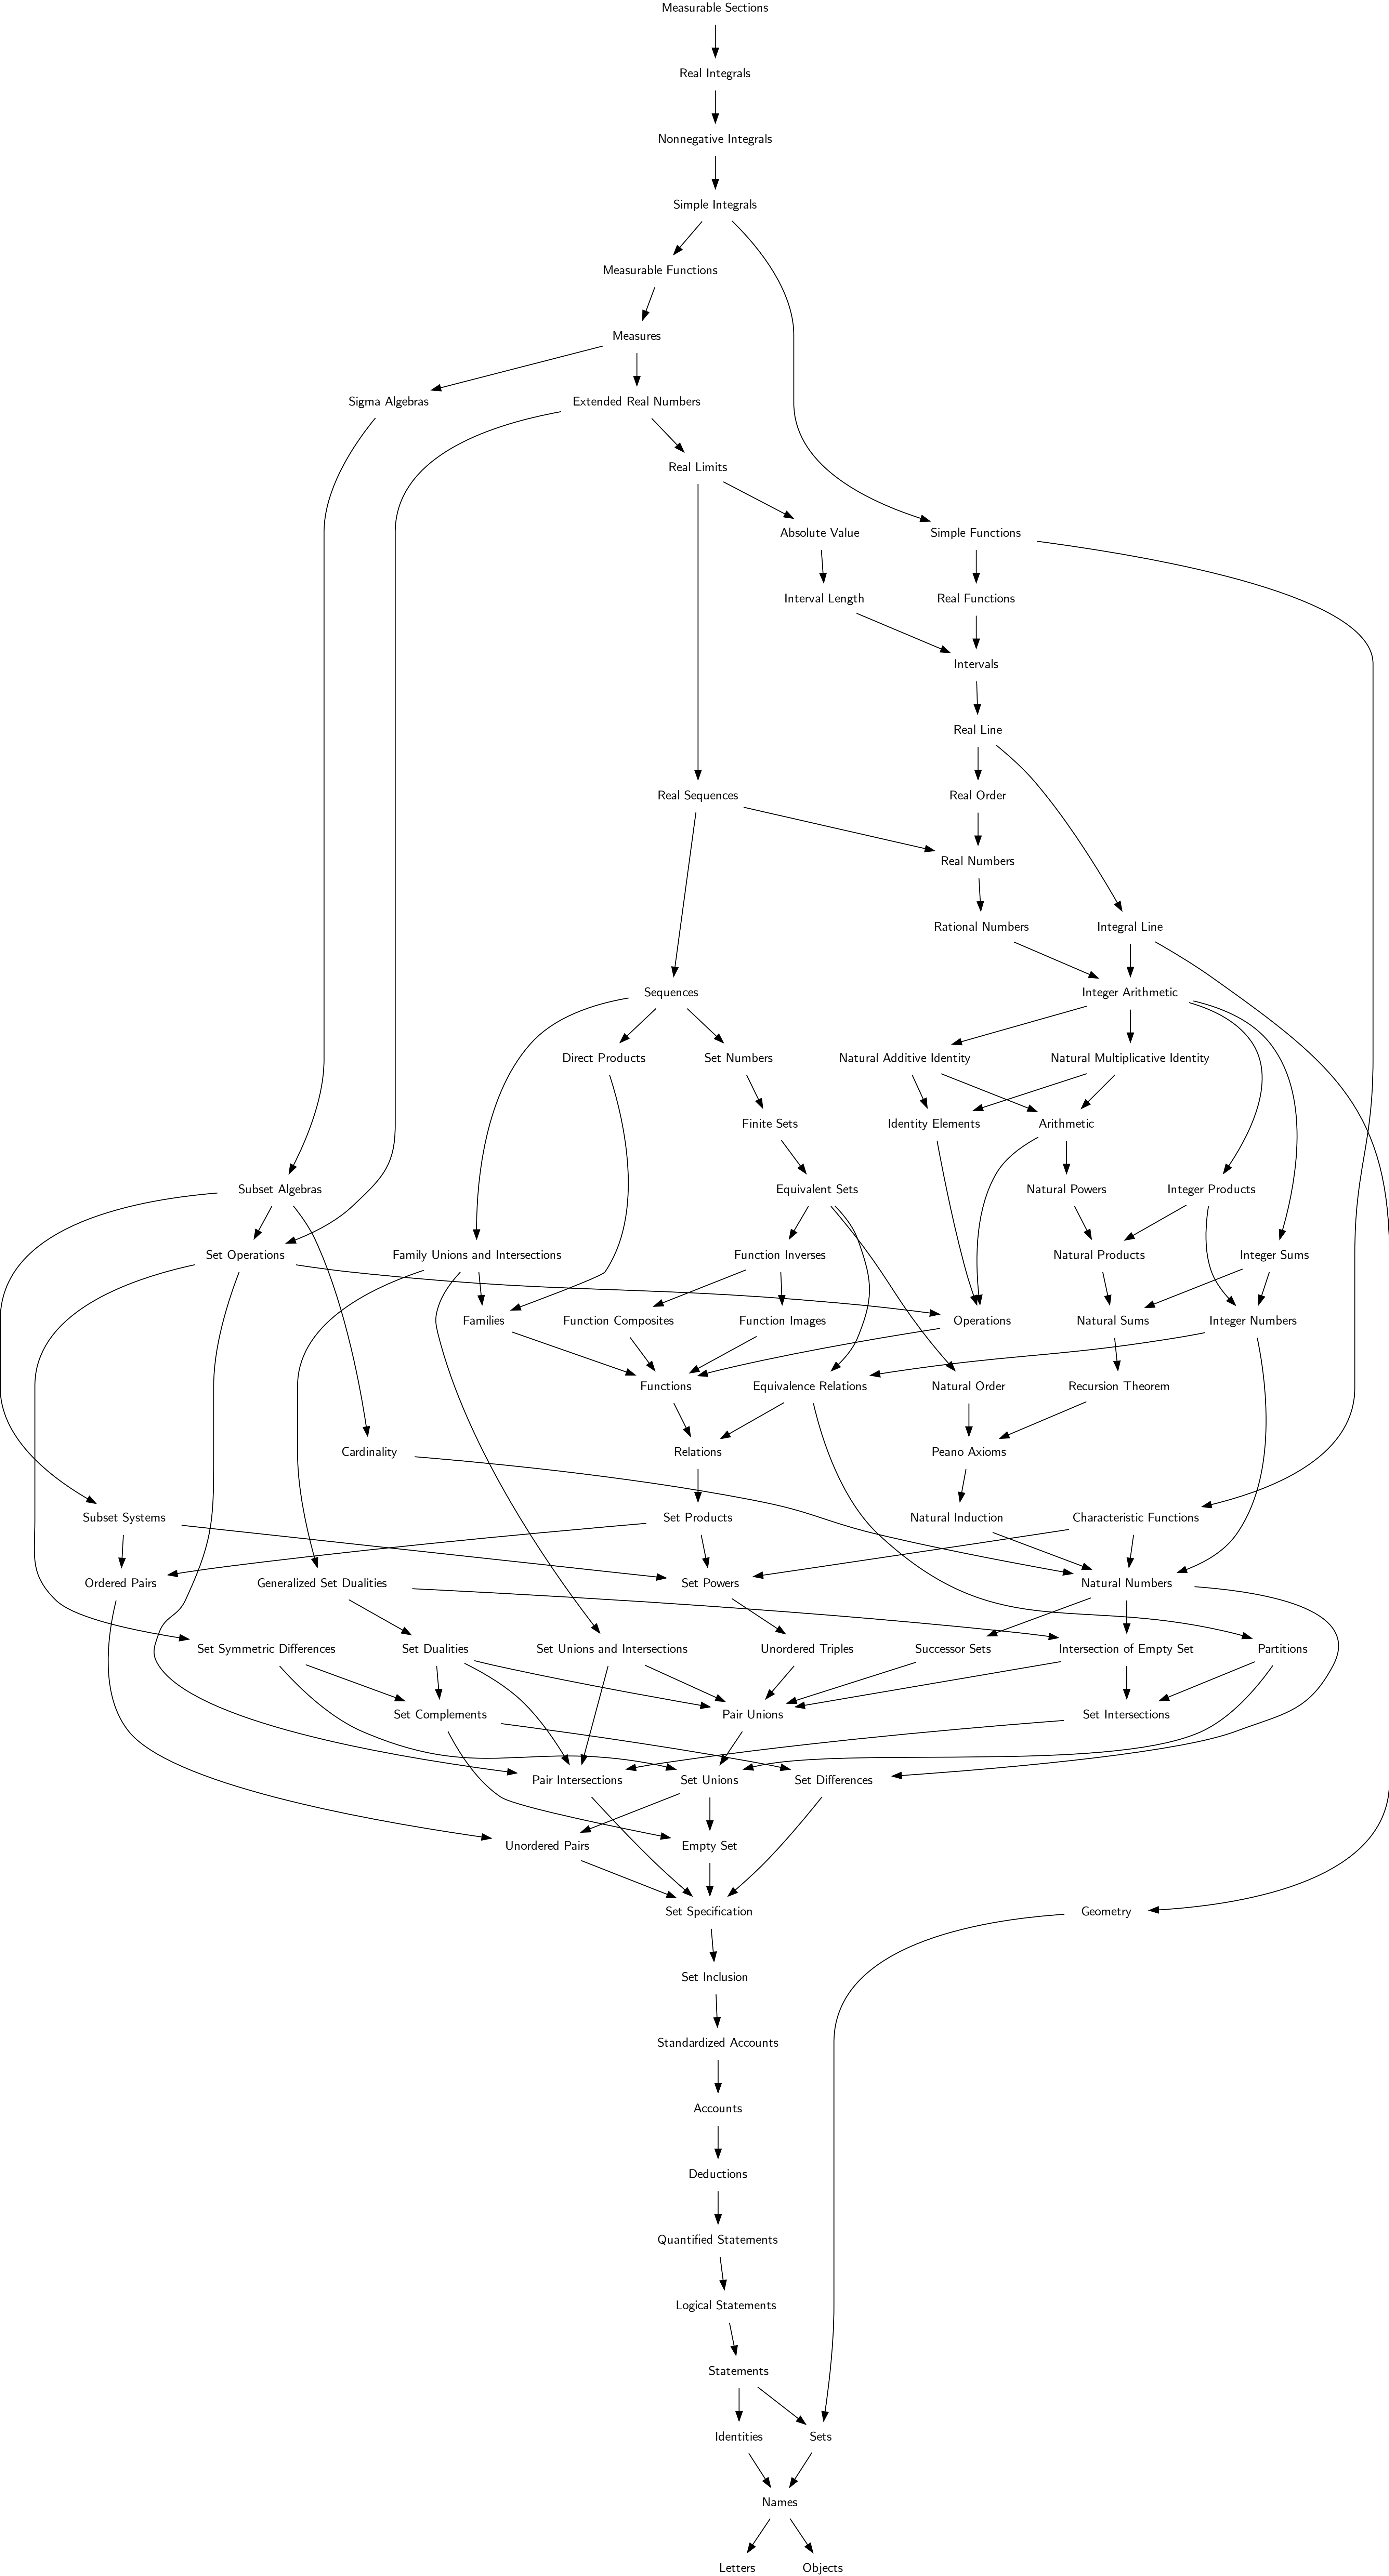 Measurable Sections
Real Integrals
Nonnegative Integrals
Simple Integrals
Measurable Functions
Measures
Sigma Algebras
Extended Real Numbers
Real Limits
Absolute Value
Simple Functions
Interval Length
Real Functions
Intervals
Real Line
Real Sequences
Real Order
Real Numbers
Rational Numbers
Integral Line
Sequences
Integer Arithmetic
Direct Products
Set Numbers
Natural Additive Identity
Natural Multiplicative Identity
Finite Sets
Identity Elements
Arithmetic
Subset Algebras
Equivalent Sets
Natural Powers
Integer Products
Set Operations
Family Unions and Intersections
Function Inverses
Natural Products
Integer Sums
Families
Function Composites
Function Images
Operations
Natural Sums
Integer Numbers
Functions
Equivalence Relations
Natural Order
Recursion Theorem
Cardinality
Relations
Peano Axioms
Subset Systems
Set Products
Natural Induction
Characteristic Functions
Ordered Pairs
Generalized Set Dualities
Set Powers
Natural Numbers
Set Symmetric Differences
Set Dualities
Set Unions and Intersections
Unordered Triples
Successor Sets
Intersection of Empty Set
Partitions
Set Complements
Pair Unions
Set Intersections
Pair Intersections
Set Unions
Set Differences
Unordered Pairs
Empty Set
Set Specification
Geometry
Set Inclusion
Standardized Accounts
Accounts
Deductions
Quantified Statements
Logical Statements
Statements
Identities
Sets
Names
Letters
Objects